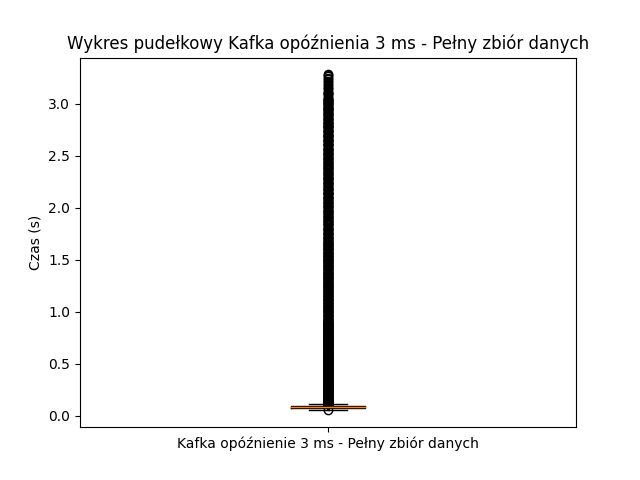 Wykres pudełkowy Kafka opóźnienia 3 ms - Pełny zbiór danych
3.0
2.5
2.0
1.5
1.0
0.5
0.0
Czas (s)
Kafka opóźnienie 3 ms - Pełny zbiór danych